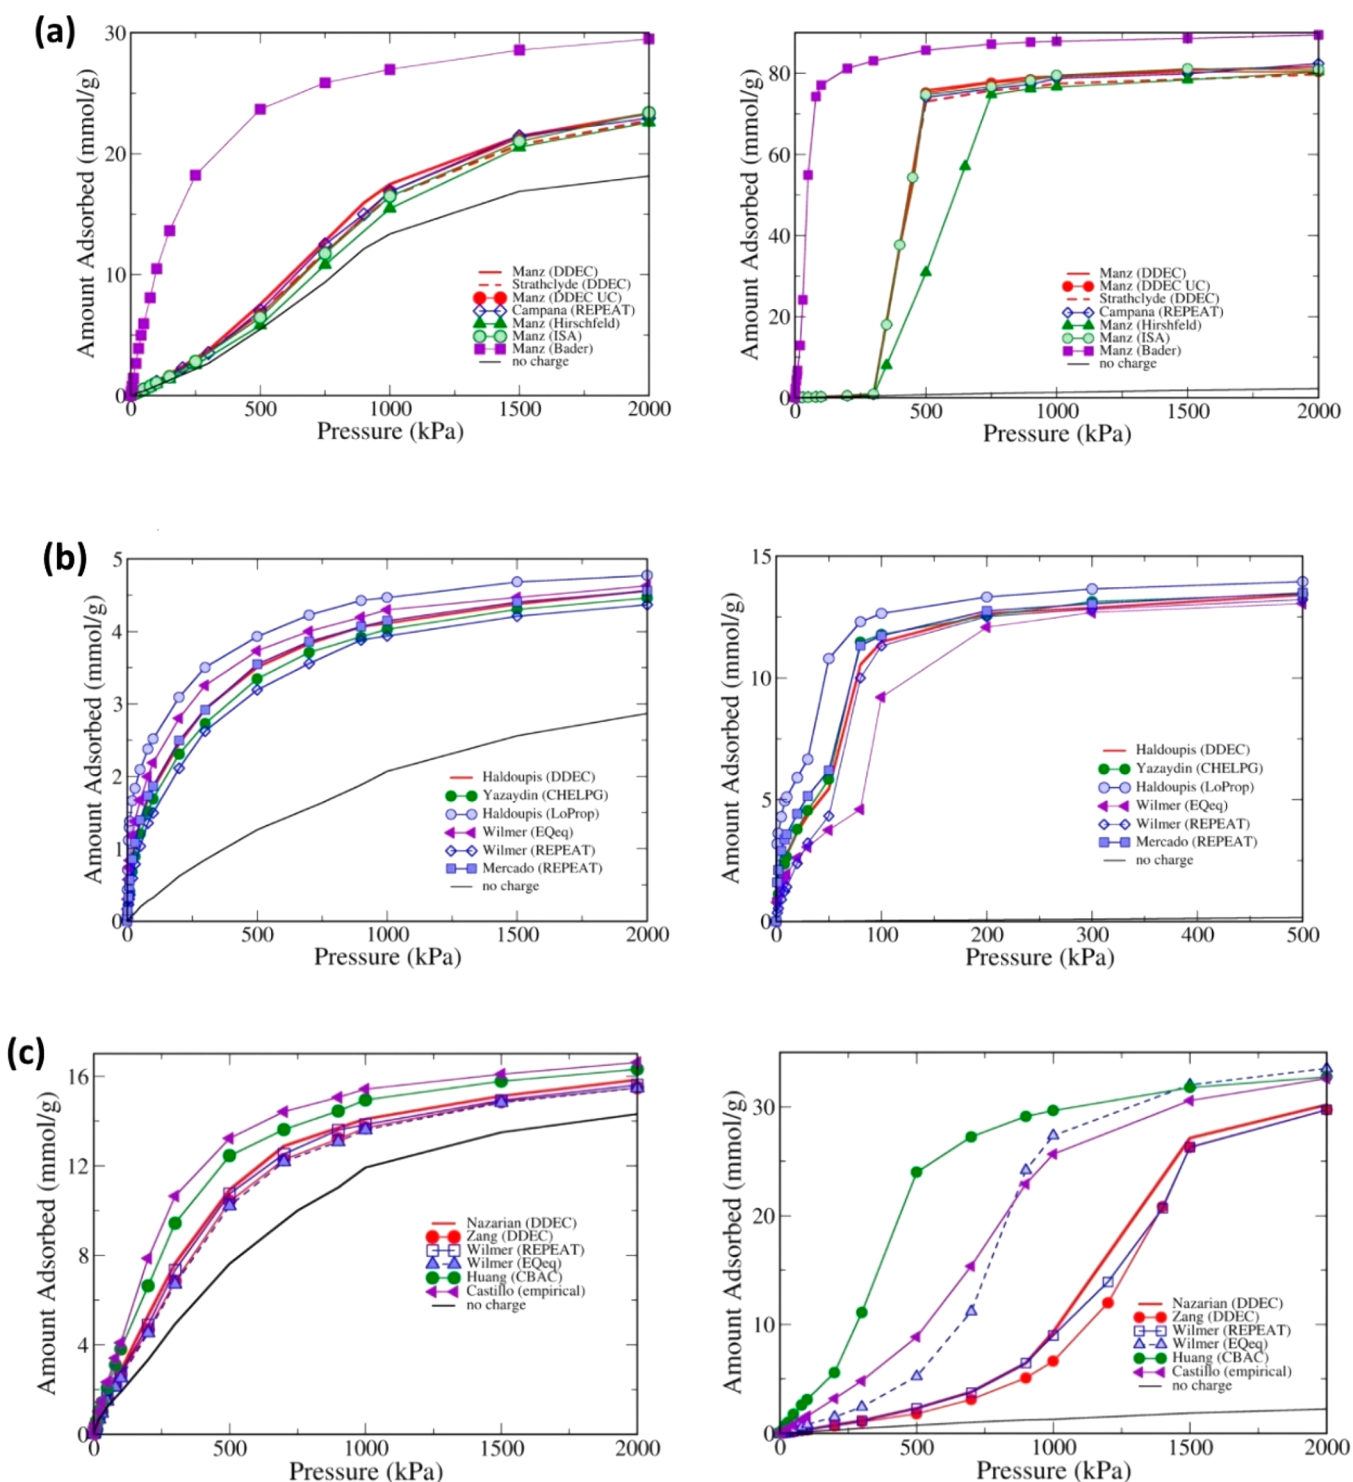 (a)
30
20
10
0
Amount Adsorbed (mmol/g)
Manz (DDEC)
Strathclyde (DDEC)
Manz (DDEC UC)
Campana (REPEAT)
Manz (Hirschfeld)
Manz (ISA)
Manz (Bader)
no charge
0 500 1000 1500 2000
Pressure (kPa)
80
60
40
20
0
Amount Adsorbed (mmol/g)
Manz (DDEC)
Manz (DDEC UC)
Strathclyde (DDEC)
Campana (REPEAT)
Manz (Hirshfeld)
Manz (ISA)
Manz (Bader)
no charge
0 500 1000 1500 2000
Pressure (kPa)
(b)
5
4
3
2
1
0
Amount Adsorbed (mmol/g)
Haldoupis (DDEC)
Yazaydin (CHELPG)
Haldoupis (LoProp)
Wilmer (EQeq)
Wilmer (REPEAT)
Mercado (REPEAT)
no charge
0 500 1000 1500 2000
Pressure (kPa)
15
10
5
0
Amount Adsorbed (mmol/g)
Haldoupis (DDEC)
Yazaydin (CHELPG)
Haldoupis (LoProp)
Wilmer (EQeq)
Wilmer (REPEAT)
Mercado (REPEAT)
no charge
0 100 200 300 400 500
Pressure (kPa)
(c)
16
12
8
4
0
Amount Adsorbed (mmol/g)
Nazarian (DDEC)
Zang (DDEC)
Wilmer (REPEAT)
Wilmer (EQeq)
Huang (CBAC)
Castillo (empirical)
no charge
0 500 1000 1500 2000
Pressure (kPa)
30
20
10
0
Amount Adsorbed (mmol/g)
Nazarian (DDEC)
Zang (DDEC)
Wilmer (REPEAT)
Wilmer (EQeq)
Huang (CBAC)
Castillo (empirical)
no charge
0 500 1000 1500 2000
Pressure (kPa)